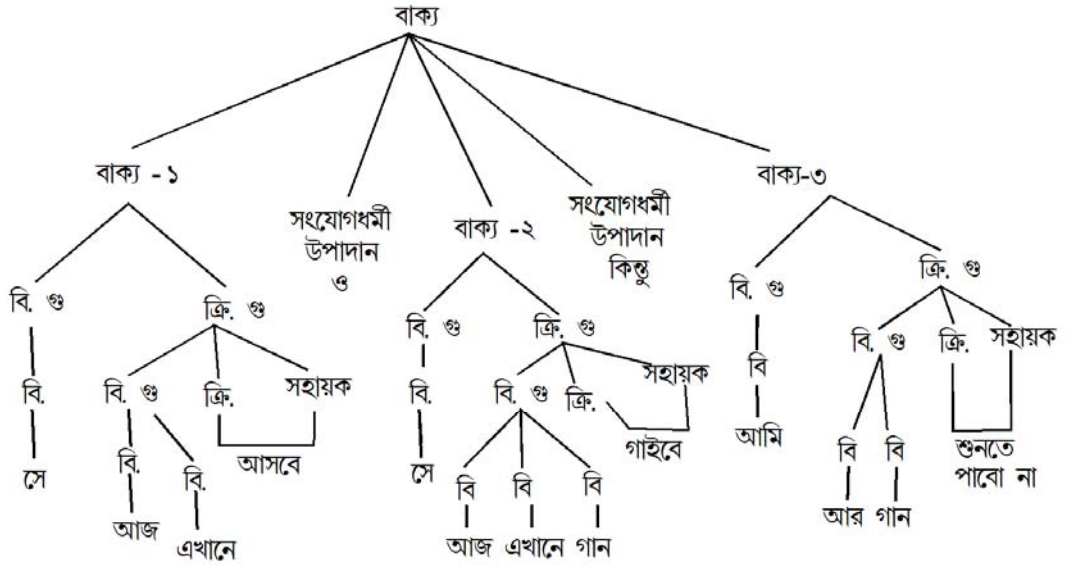 বাক্য
বাক্য - ১
সংযোগধর্মী
উপাদান
ও
বাক্য -২
সংযোগধর্মী
উপাদান
কিন্তু
বাক্য-৩
বি. গু
ক্রি. গু
বি. গু
ক্রি. গু
বি. গু
ক্রি. গু
বি.
বি. গু
ক্রি.
সহায়ক
বি.
বি. গু
ক্রি.
সহায়ক
বি
বি. গু
ক্রি.
সহায়ক
সে
বি.
বি.
আসবে
সে
বি
বি
বি
গাইবে
আমি
বি
বি
শুনতে
পাবো না
আজ
এখানে
আজ এখানে গান
আর গান